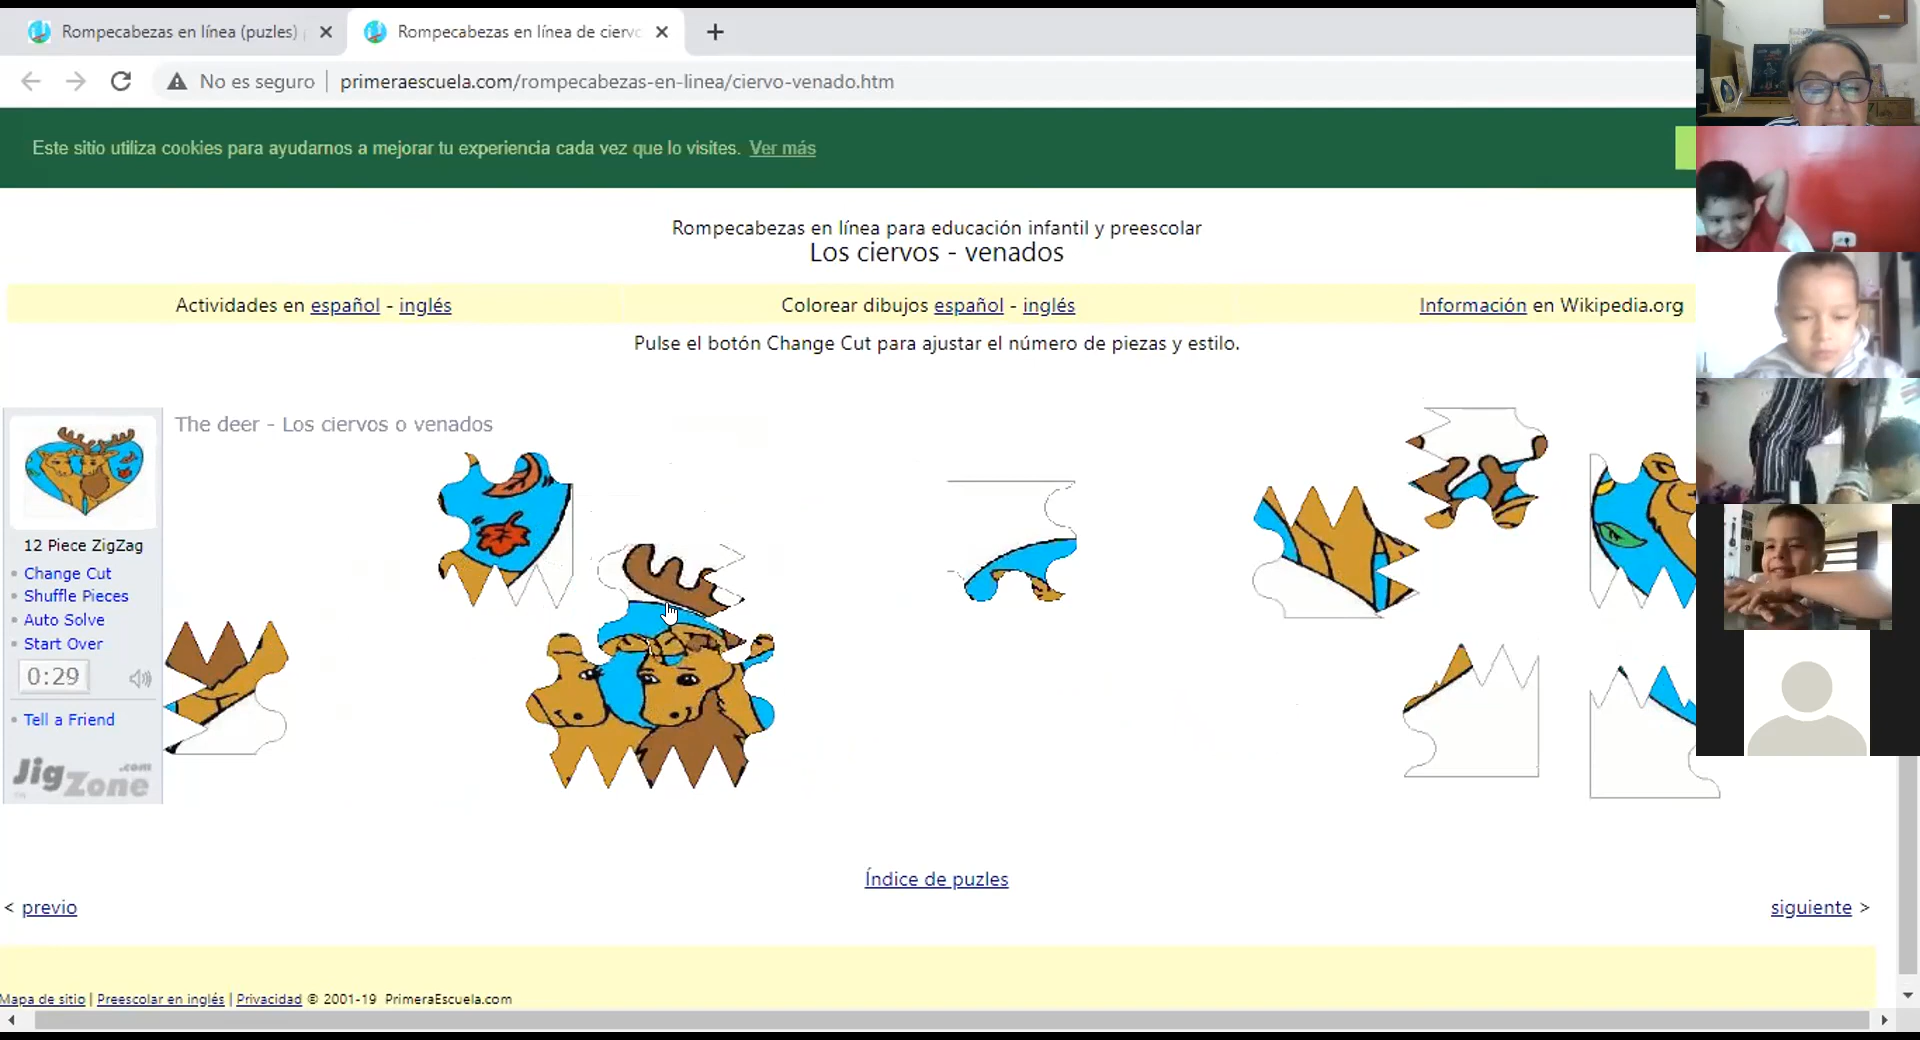 Rompecabezas en línea (puzles)
Rompecabezas en línea de ciervo
No es seguro
primeraescuela.com/rompecabezas-en-linea/ciervo-venado.htm
Este sitio utiliza cookies para ayudarnos a mejorar tu experiencia cada vez que lo visites. Ver más
Rompecabezas en línea para educación infantil y preescolar
Los ciervos - venados
Actividades en español - inglés
Colorear dibujos español - inglés
Información en Wikipedia.org
Pulse el botón Change Cut para ajustar el número de piezas y estilo.
The deer - Los ciervos o venados
12 Piece ZigZag
Change Cut
Shuffle Pieces
Auto Solve
Start Over
0:29
Tell a Friend
JigZone.com
Índice de puzles
< previo
siguiente >
Mapa de sitio | Preescolar en inglés | Privacidad © 2001-19 PrimeraEscuela.com